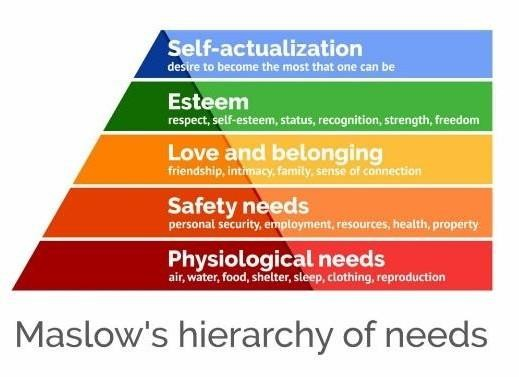 Self-actualization
desire to become the most that one can be
Esteem
respect, self-esteem, status, recognition, strength, freedom
Love and belonging
friendship, intimacy, family, sense of connection
Safety needs
personal security, employment, resources, health, property
Physiological needs
air, water, food, shelter, sleep, clothing, reproduction
Maslow's hierarchy of needs